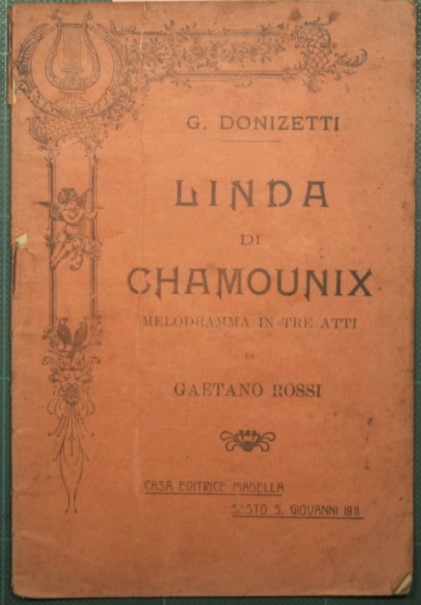 G. DONIZETTI
LINDA
DI
CHAMOUNIX
MELODRAMMA IN TRE ATTI
DI
GAETANO ROSSI
CASA EDITRICE MADELLA
SESTO S. GIOVANNI 1911